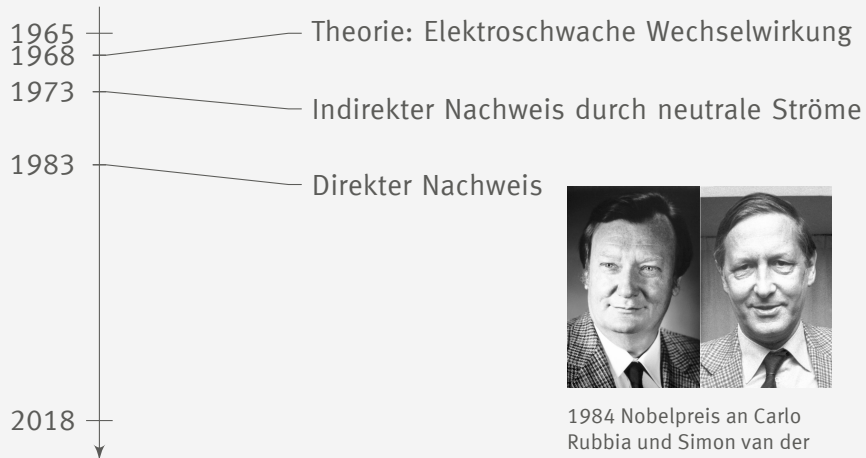 1965
Theorie: Elektroschwache Wechselwirkung
1968
1973
Indirekter Nachweis durch neutrale Ströme
1983
Direkter Nachweis
2018
1984 Nobelpreis an Carlo
Rubbia und Simon van der